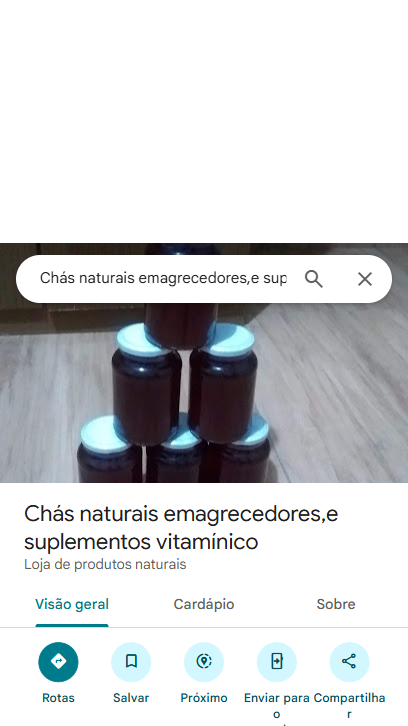 Chás naturais emagrecedores,e sup
Chás naturais emagrecedores,e
suplementos vitamínico
Loja de produtos naturais
Visão geral
Cardápio
Sobre
Rotas
Salvar
Próximo
Enviar para
o
Compartilha
r